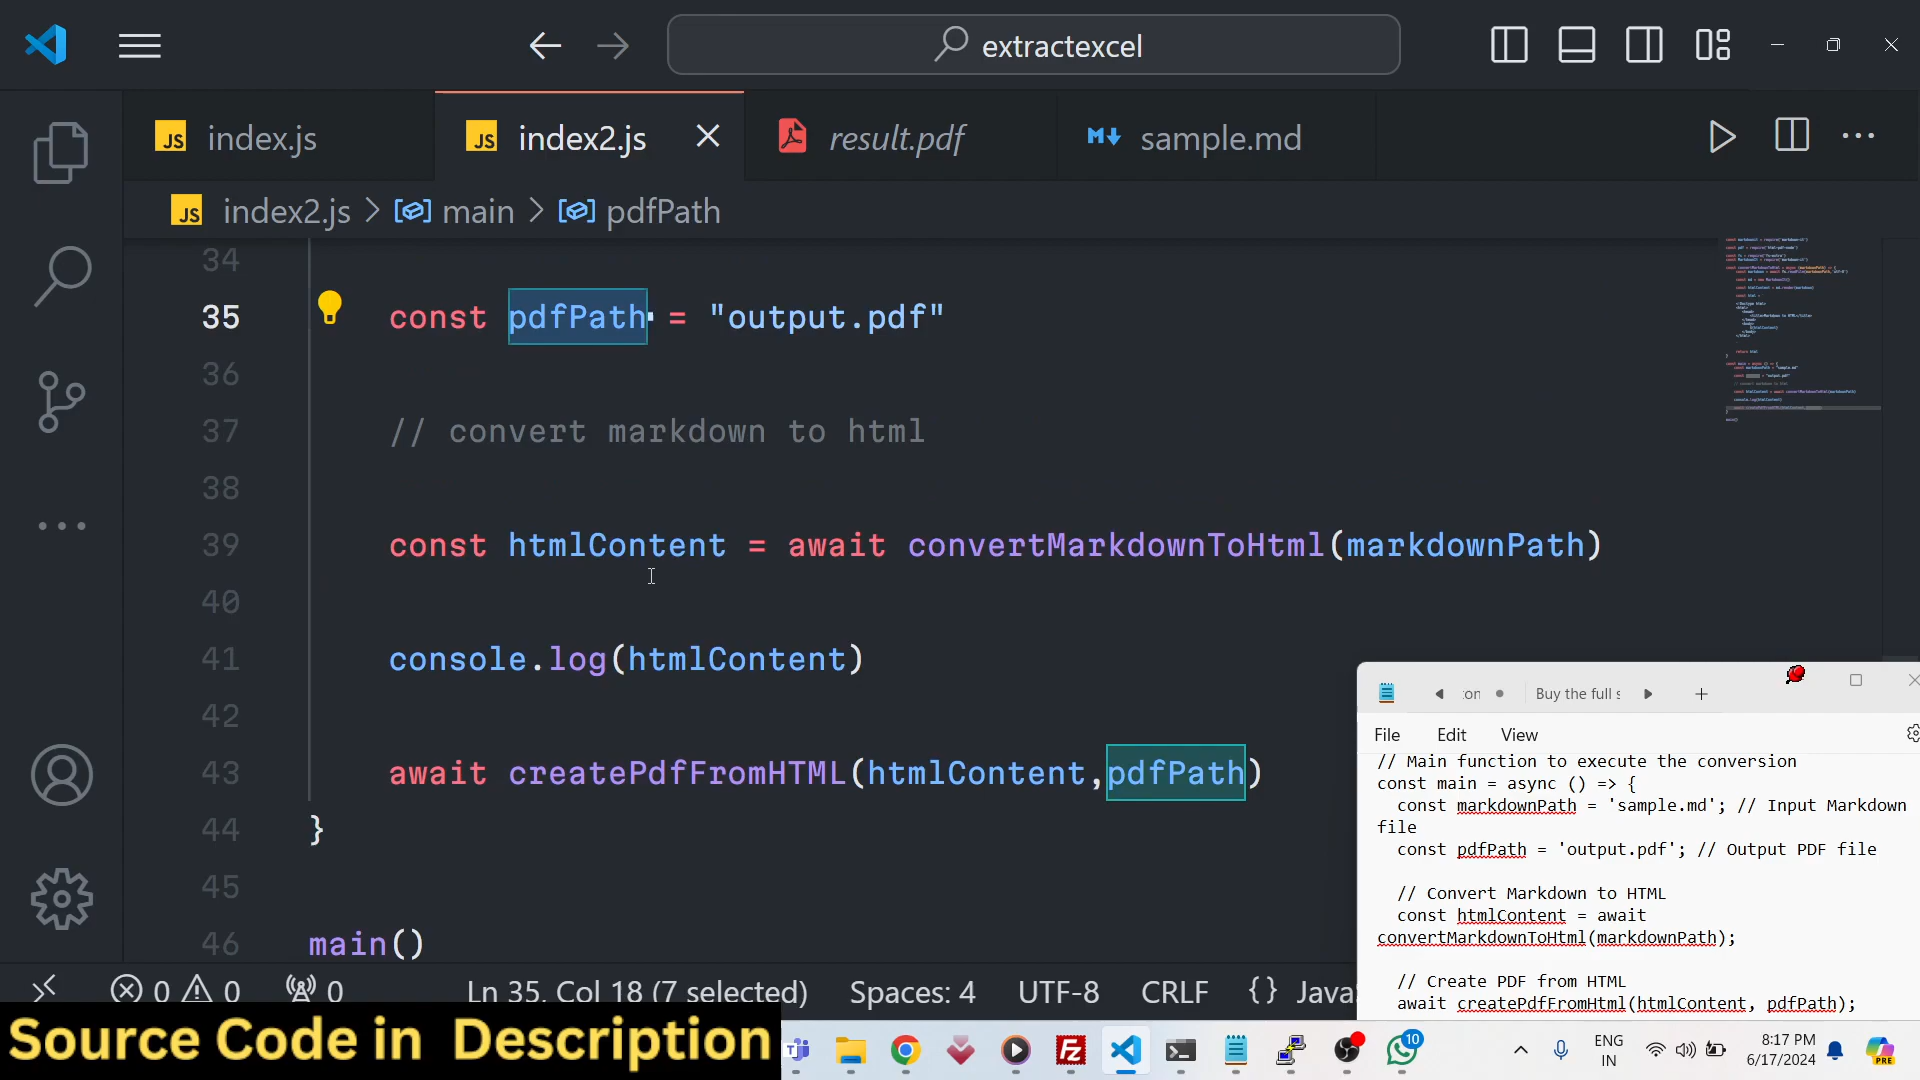 extractexcel
JS index.js
JS index2.js
result.pdf
sample.md
JS index2.js > main > pdfPath
34
35 const pdfPath = "output.pdf"
36
37 // convert markdown to html
38
39 const htmlContent = await convertMarkdownToHtml(markdownPath)
40
41 console.log(htmlContent)
42
43 await createPdfFromHTML(htmlContent,pdfPath)
44 }
45
46 main()
Buy the full s
File Edit View
// Main function to execute the conversion
const main = async () => {
const markdownPath = 'sample.md'; // Input Markdown
file
const pdfPath = 'output.pdf'; // Output PDF file
// Convert Markdown to HTML
const htmlContent = await
convertMarkdownToHtml(markdownPath);
// Create PDF from HTML
await createPdfFromHtml(htmlContent, pdfPath);
0 0 0 Ln 35, Col 18 (7 selected) Spaces: 4 UTF-8 CRLF {} Java
Source Code in Description
10
ENG
IN
8:17 PM
6/17/2024
PRE